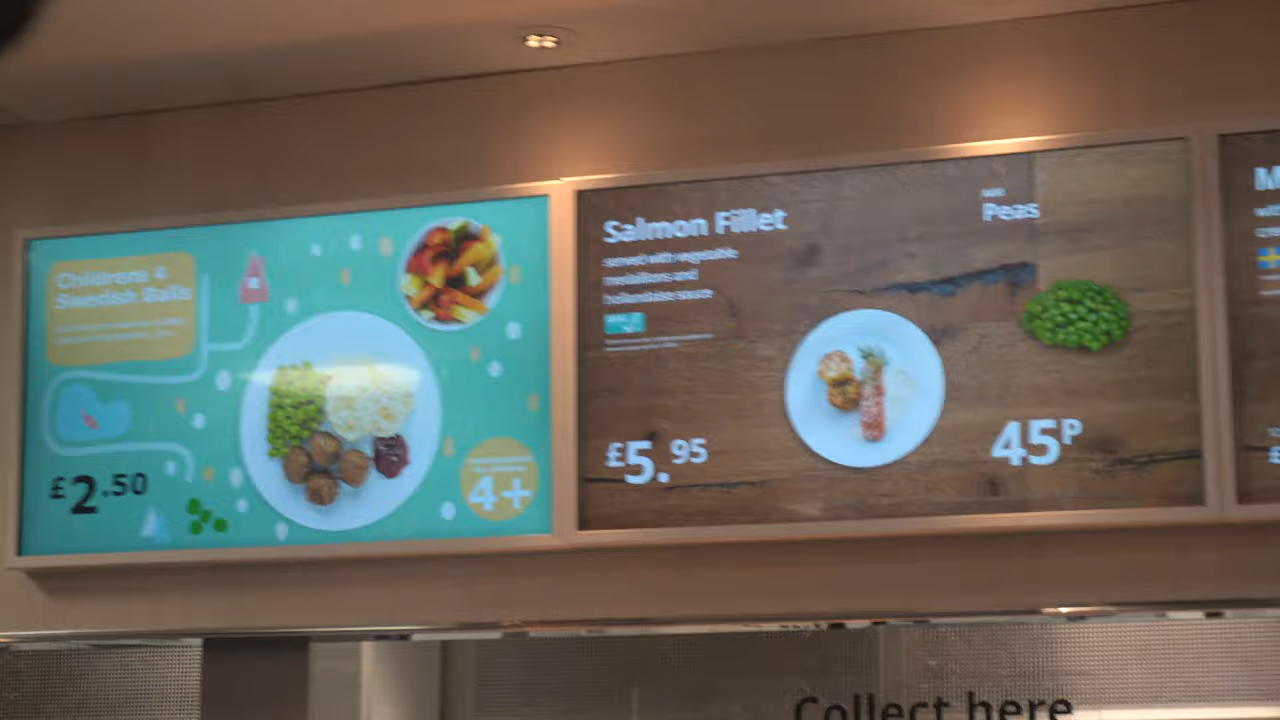 Childrens 4
Swedish Balls
£2.50
4+
Salmon Fillet
served with vegetable
medallions and
hollandaise sauce
£5.95
Peas
45P
M
£
Collect here